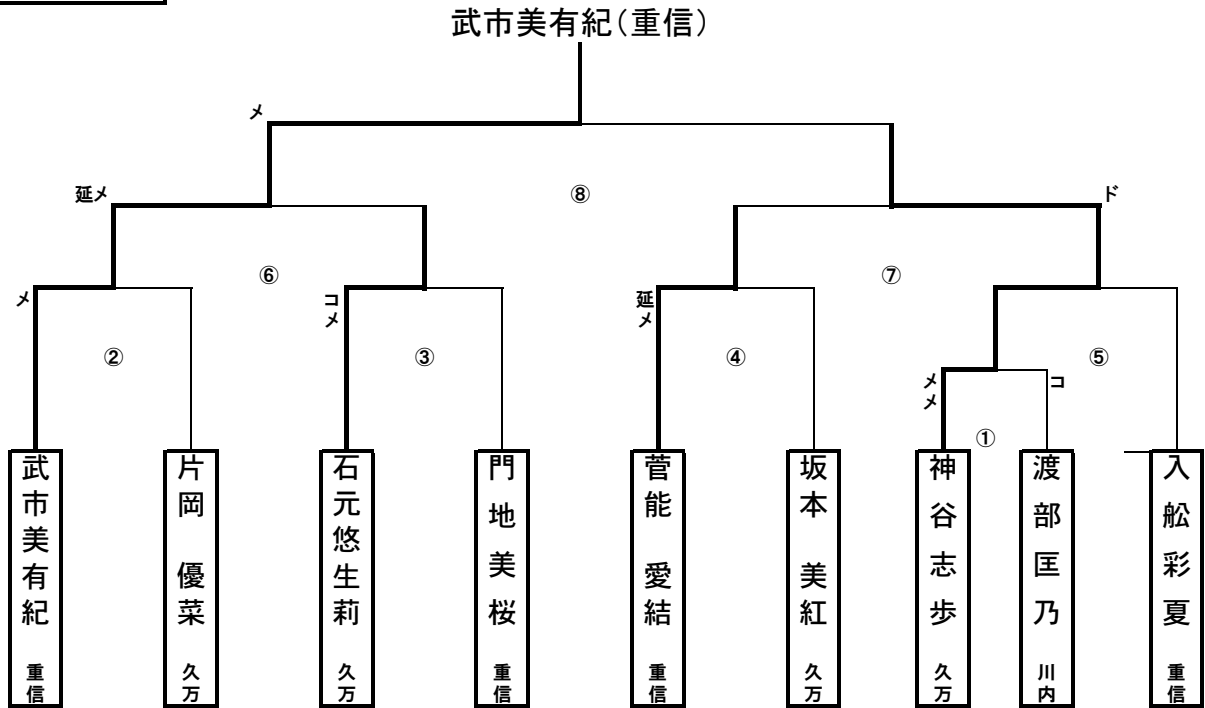 武市美有紀(重信)
メ
延メ
⑧
ド
⑥
⑦
メ
コメ
延メ
②
③
④
⑤
メメ
コ
①
武市美有紀 重信
片岡 優菜 久万
石元悠生莉 久万
門地美桜 重信
菅能 愛結 重信
坂本 美紅 久万
神谷志歩 久万
渡部匡乃 川内
入舩彩夏 重信